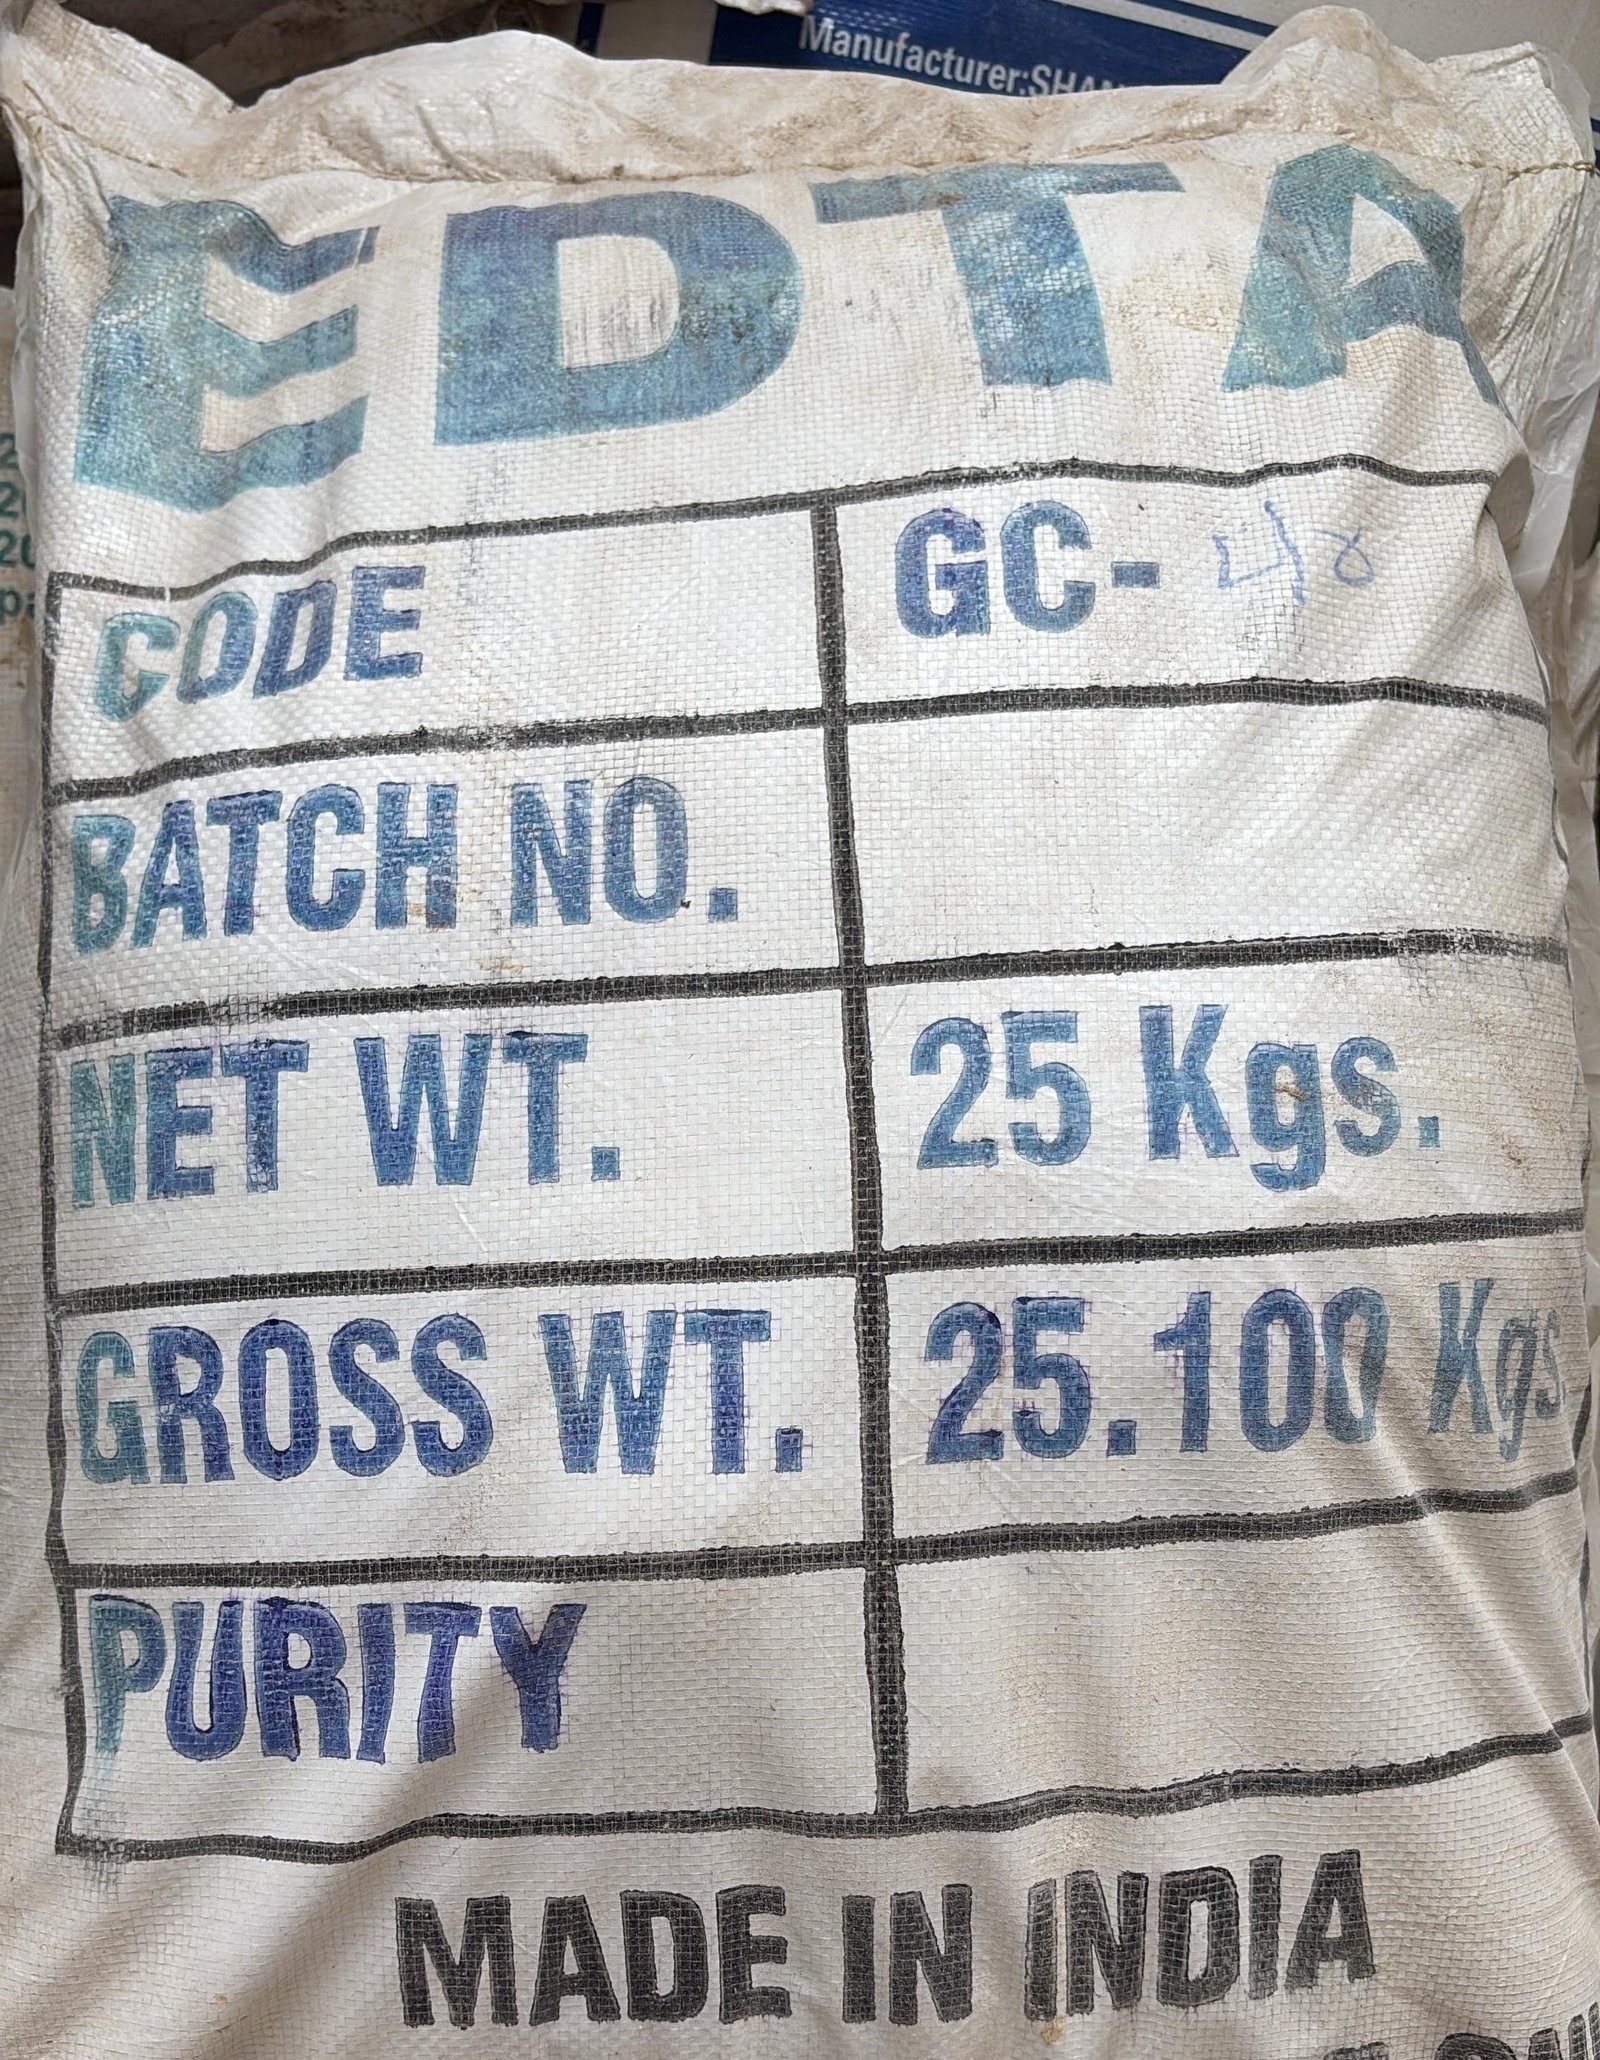 Manufacturer:
EDTA
CODE GC-
BATCH NO.
NET WT. 25 Kgs.
GROSS WT. 25.100 Kgs.
PURITY
MADE IN INDIA